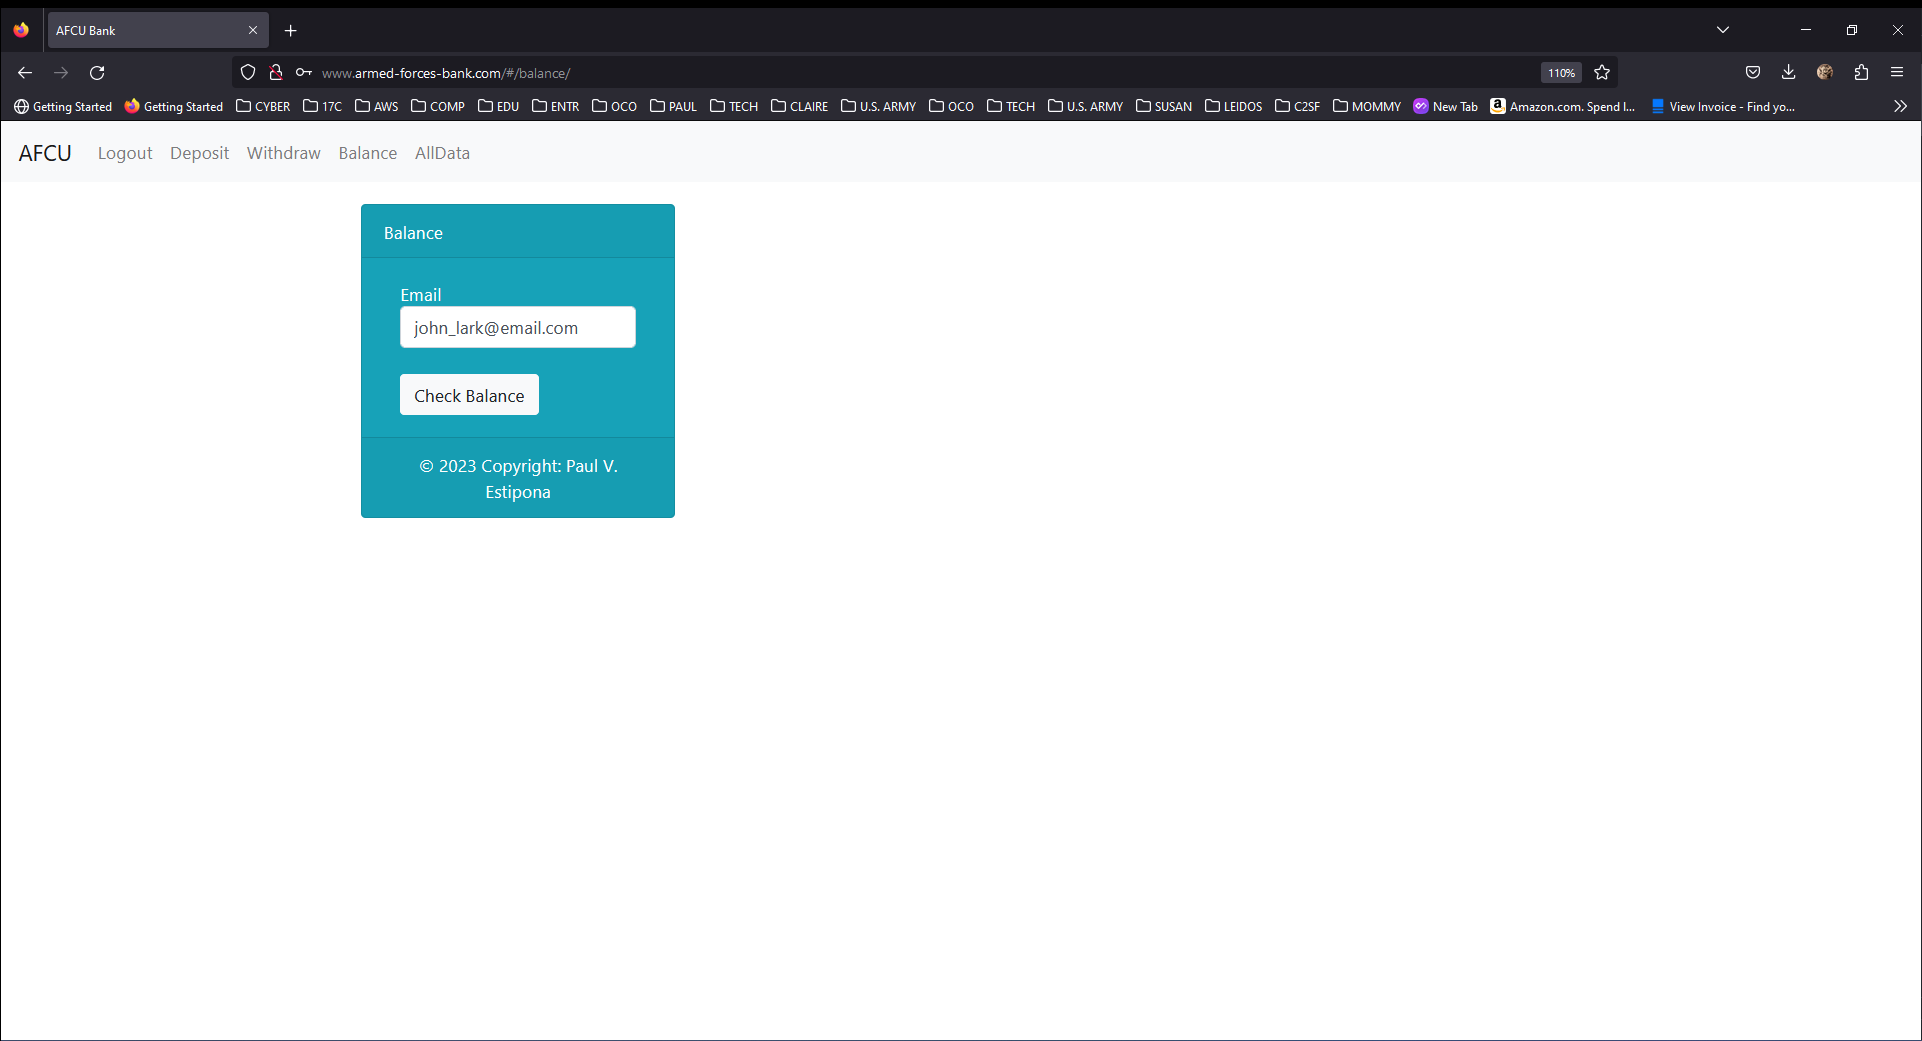 AFCU Bank
www.armed-forces-bank.com/#/balance/
110%
Getting Started Getting Started CYBER 17C AWS COMP EDU ENTR OCO PAUL TECH CLAIRE U.S. ARMY OCO TECH U.S. ARMY SUSAN LEIDOS C2SF MOMMY New Tab Amazon.com. Spend l... View Invoice - Find yo...
AFCU Logout Deposit Withdraw Balance AllData
Balance
Email
john_lark@email.com
Check Balance
© 2023 Copyright: Paul V.
Estipona